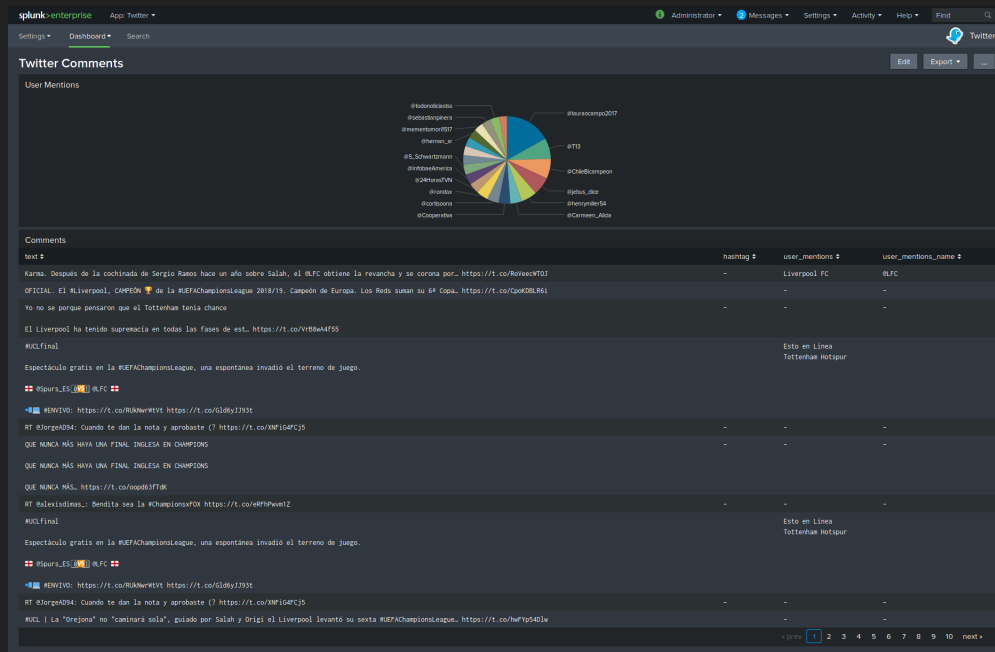 splunk>enterprise App: Twitter
Administrator 2 Messages Settings Activity Help Find
Settings Dashboard Search Twitter
Twitter Comments Edit Export ...
User Mentions
@todonoticiastsa
@sebastianpinera
@mementomori1517
@hernan_sr
@S_Schwartzmann
@infobaeAmerica
@24HorasTVN
@rondax
@cortisoona
@Cooperativa
@lauraocampo2017
@T13
@ChileBicampeon
@jebus_dice
@henrymiller54
@Carmeen_Alicia
Comments
text hashtag user_mentions user_mentions_name
Karma. Después de la cochinada de Sergio Ramos hace un año sobre Salah, el @LFC obtiene la revancha y se corona por… https://t.co/RoVeecWTOJ - Liverpool FC @LFC
OFICIAL. El #Liverpool, CAMPEÓN 🏆 de la #UEFAChampionsLeague 2018/19. Campeón de Europa. Los Reds suman su 6ª Copa… https://t.co/CpoKDBLR6i - -
Yo no se porque pensaron que el Tottenham tenia chance - - -
El Liverpool ha tenido supremacía en todas las fases de est… https://t.co/VrB8wA4f55
#UCLfinal Esto en Línea
Tottenham Hotspur
Espectáculo gratis en la #UEFAChampionsLeague, una espontánea invadió el terreno de juego.
@Spurs_ES 🆚 @LFC
#ENVIVO: https://t.co/RUkNwrWtVt https://t.co/Gld6yJJ93t
RT @JorgeAD94: Cuando te dan la nota y aprobaste (? https://t.co/XNFiG4FCj5 - - -
QUE NUNCA MÁS HAYA UNA FINAL INGLESA EN CHAMPIONS - - -
QUE NUNCA MÁS HAYA UNA FINAL INGLESA EN CHAMPIONS
QUE NUNCA MÁS… https://t.co/oopd63fTdK
RT @alexisdimas_: Bendita sea la #ChampionsxFOX https://t.co/eRFhPwvm1Z - - -
#UCLfinal Esto en Línea
Tottenham Hotspur
Espectáculo gratis en la #UEFAChampionsLeague, una espontánea invadió el terreno de juego.
@Spurs_ES 🆚 @LFC
#ENVIVO: https://t.co/RUkNwrWtVt https://t.co/Gld6yJJ93t
RT @JorgeAD94: Cuando te dan la nota y aprobaste (? https://t.co/XNFiG4FCj5 - - -
#UCL | La "Orejona" no "caminará sola", guiado por Salah y Origi el Liverpool levantó su sexta #UEFAChampionsLeague… https://t.co/hwFYp54Dlw - -
« prev 1 2 3 4 5 6 7 8 9 10 next »